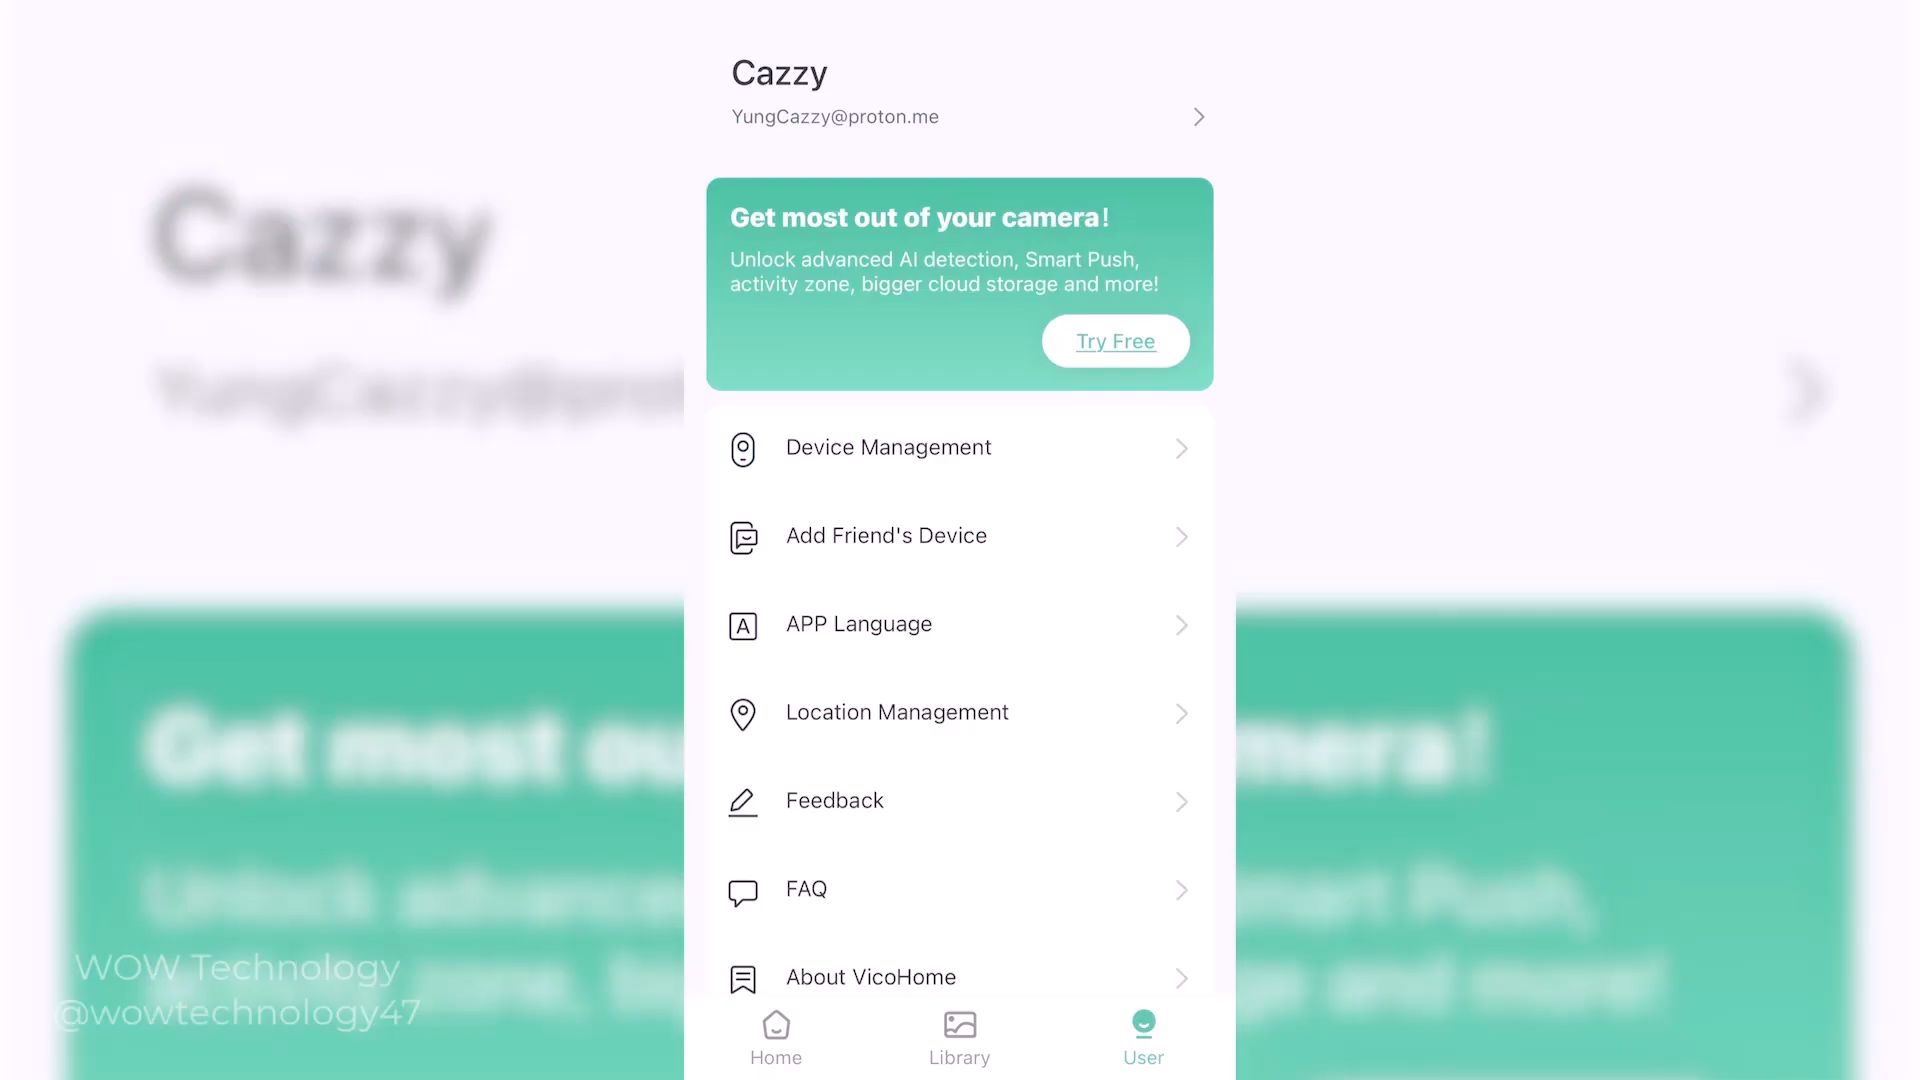 Cazzy
YungCazzy@proton.me
Get most out of your camera!
Unlock advanced AI detection, Smart Push,
activity zone, bigger cloud storage and more!
Try Free
Device Management
Add Friend's Device
APP Language
Location Management
Feedback
FAQ
About VicoHome
Home
Library
User
WOW Technology
@wowtechnology47